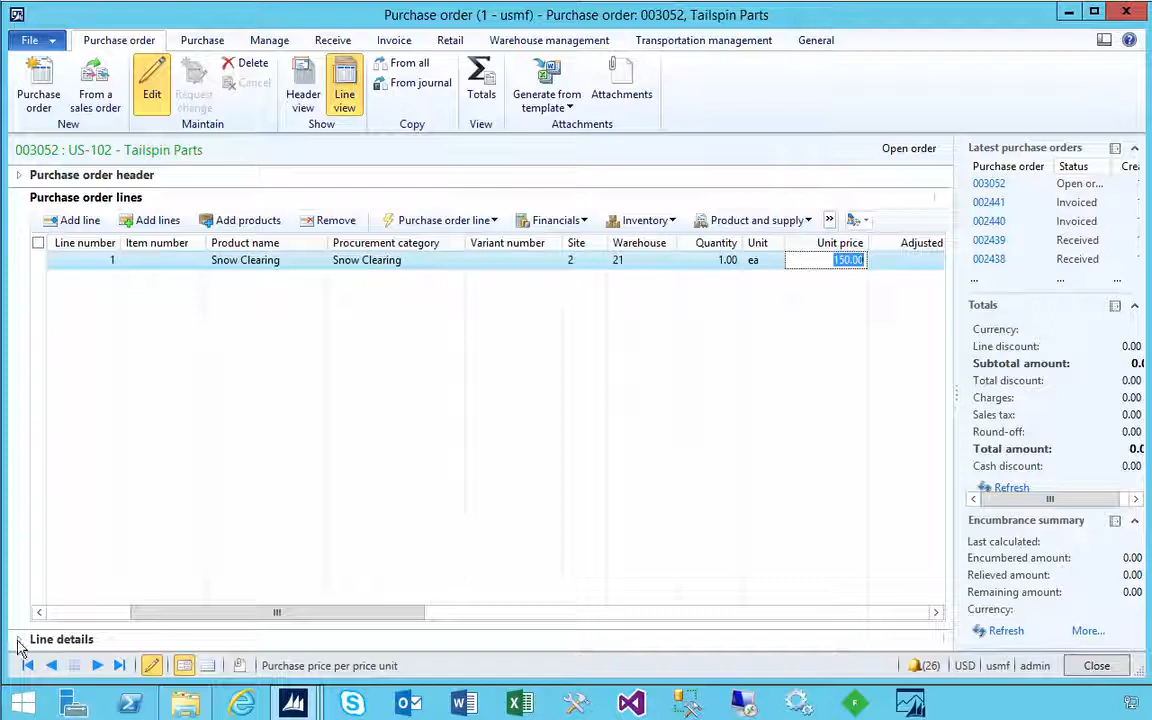 Purchase order (1 - usmf) - Purchase order: 003052, Tailspin Parts
File Purchase order Purchase Manage Receive Invoice Retail Warehouse management Transportation management General
Purchase order
From a sales order
New
Edit
Request change
Delete
Cancel
Maintain
Header view
Line view
Show
From all
From journal
Copy
Totals
View
Generate from template
Attachments
Attachments
003052 : US-102 - Tailspin Parts
Open order
Purchase order header
Purchase order lines
Add line Add lines Add products Remove Purchase order line Financials Inventory Product and supply »
Line number Item number Product name Procurement category Variant number Site Warehouse Quantity Unit Unit price Adjusted
1 Snow Clearing Snow Clearing 2 21 1.00 ea 150.00
Line details
Latest purchase orders
Purchase order Status Crea
003052 Open or...
002441 Invoiced
002440 Invoiced
002439 Received
002438 Received
... ... ...
Totals
Currency:
Line discount: 0.00
Subtotal amount: 0.0
Total discount: 0.00
Charges: 0.00
Sales tax: 0.00
Round-off: 0.00
Total amount: 0.0
Cash discount: 0.00
Refresh
Encumbrance summary
Last calculated:
Encumbered amount: 0.00
Relieved amount: 0.00
Remaining amount: 0.00
Currency:
Refresh More...
Purchase price per price unit (26) USD usmf admin Close